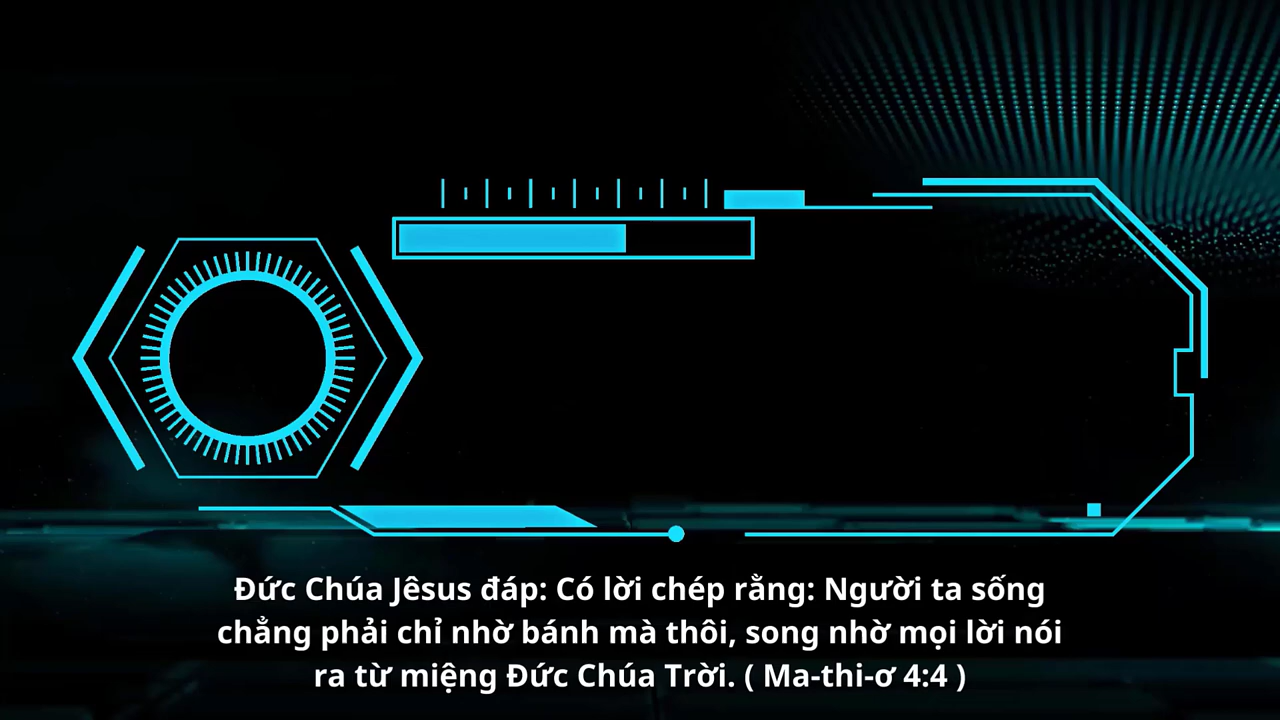 Đức Chúa Jêsus đáp: Có lời chép rằng: Người ta sống
chẳng phải chỉ nhờ bánh mà thôi, song nhờ mọi lời nói
ra từ miệng Đức Chúa Trời. ( Ma-thi-ơ 4:4 )